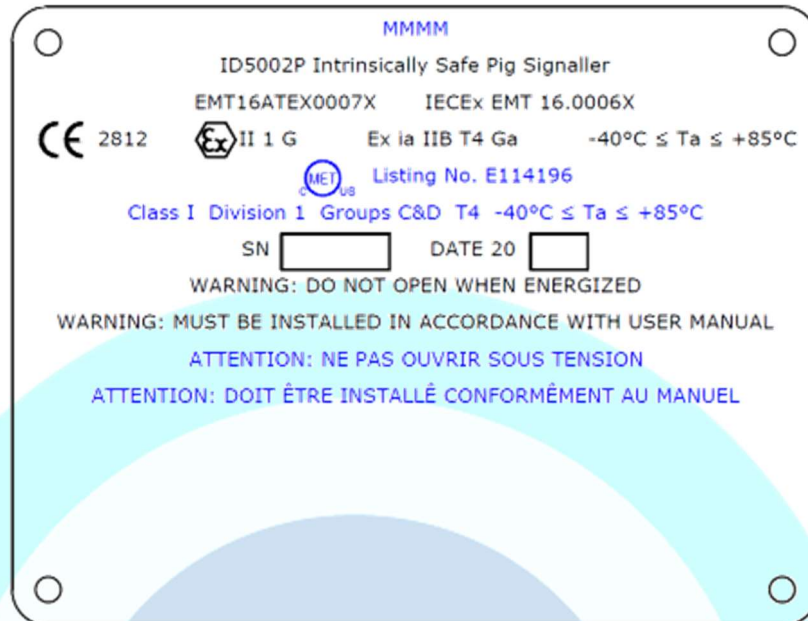 MMMM
ID5002P Intrinsically Safe Pig Signaller
EMT16ATEX0007X IECEx EMT 16.0006X
CE 2812 Ex II 1 G Ex ia IIB T4 Ga -40°C ≤ Ta ≤ +85°C
c MET us Listing No. E114196
Class I Division 1 Groups C&D T4 -40°C ≤ Ta ≤ +85°C
SN DATE 20
WARNING: DO NOT OPEN WHEN ENERGIZED
WARNING: MUST BE INSTALLED IN ACCORDANCE WITH USER MANUAL
ATTENTION: NE PAS OUVRIR SOUS TENSION
ATTENTION: DOIT ÊTRE INSTALLÉ CONFORMÊMENT AU MANUEL